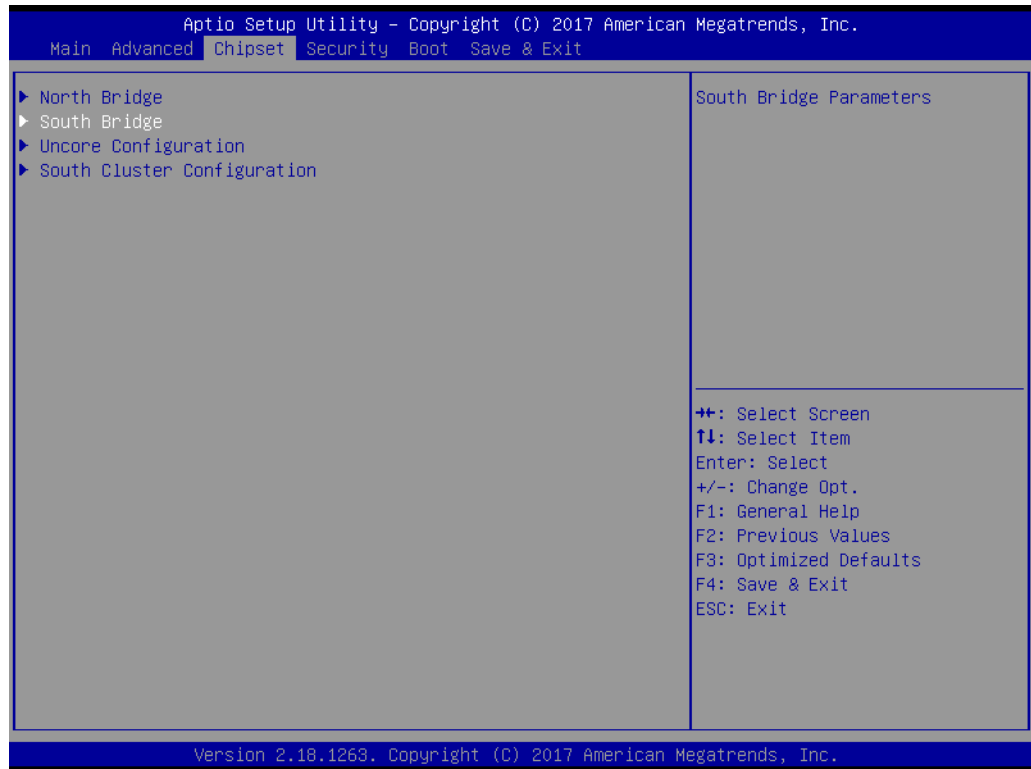 Aptio Setup Utility – Copyright (C) 2017 American Megatrends, Inc.
Main Advanced Chipset Security Boot Save & Exit
▶ North Bridge
▶ South Bridge
▶ Uncore Configuration
▶ South Cluster Configuration
South Bridge Parameters
→←: Select Screen
↑↓: Select Item
Enter: Select
+/-: Change Opt.
F1: General Help
F2: Previous Values
F3: Optimized Defaults
F4: Save & Exit
ESC: Exit
Version 2.18.1263. Copyright (C) 2017 American Megatrends, Inc.